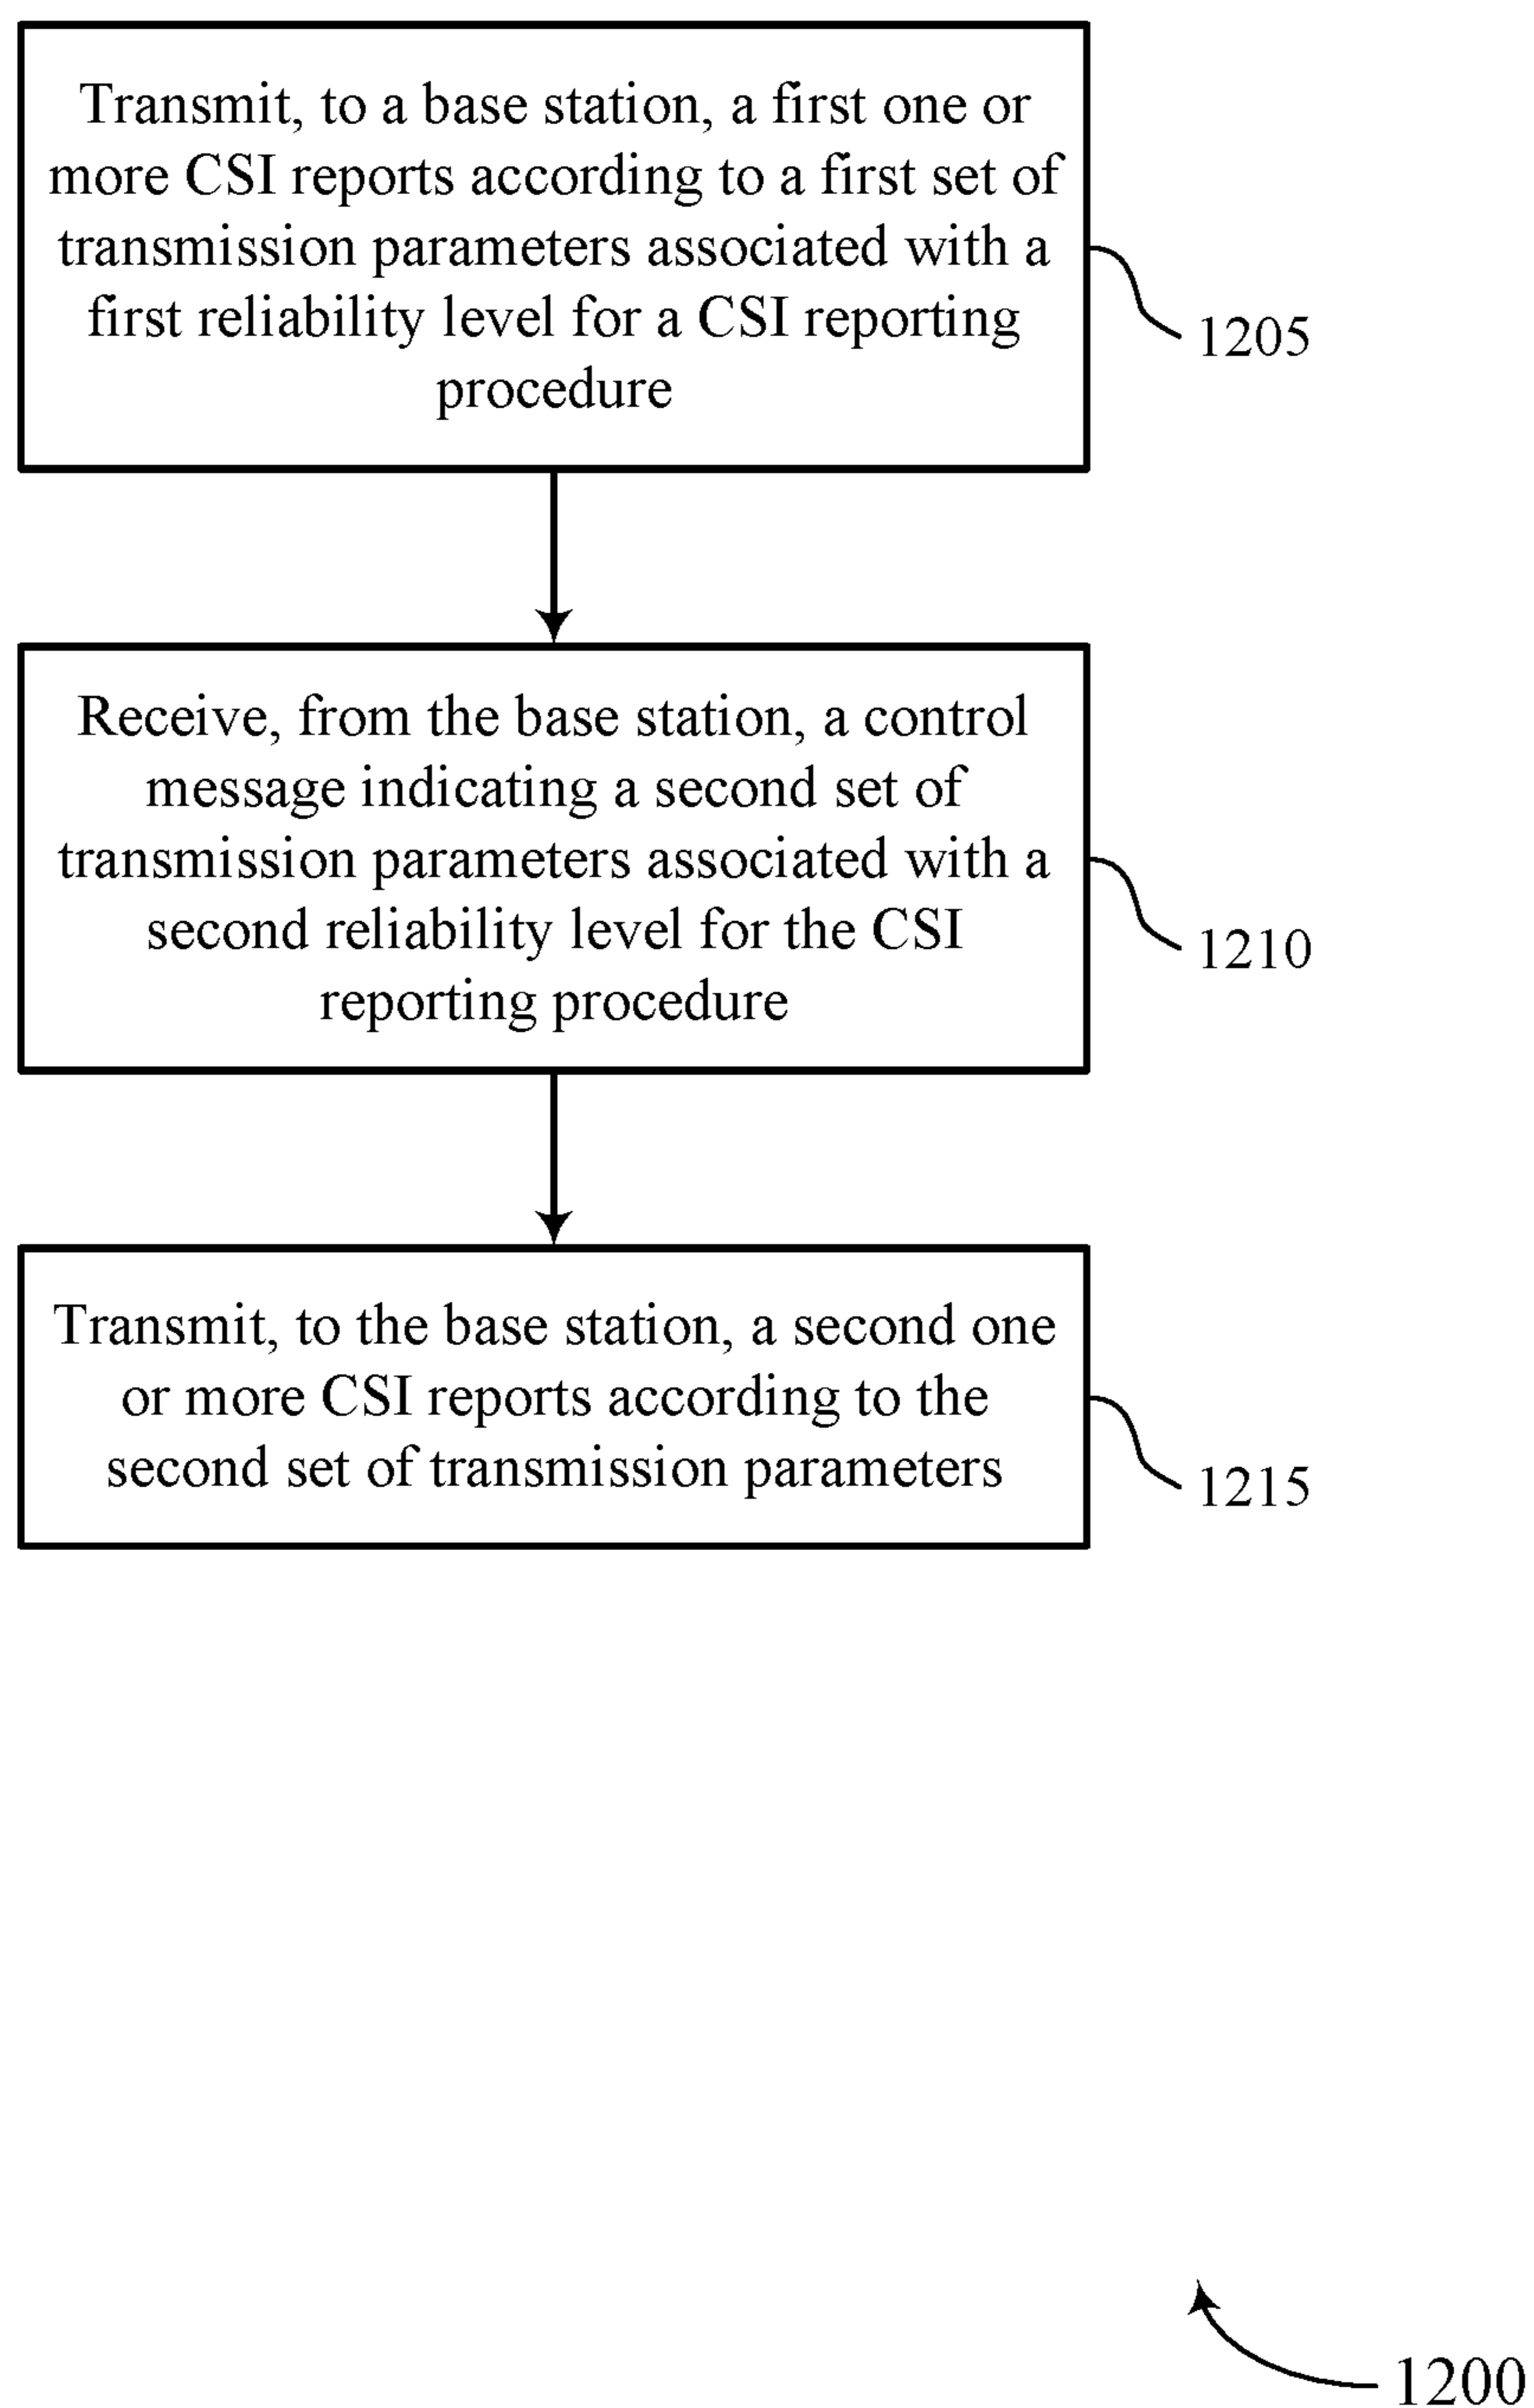 Transmit, to a base station, a first one or
more CSI reports according to a first set of
transmission parameters associated with a
first reliability level for a CSI reporting
procedure
1205
Receive, from the base station, a control
message indicating a second set of
transmission parameters associated with a
second reliability level for the CSI
reporting procedure
1210
Transmit, to the base station, a second one
or more CSI reports according to the
second set of transmission parameters
1215
1200